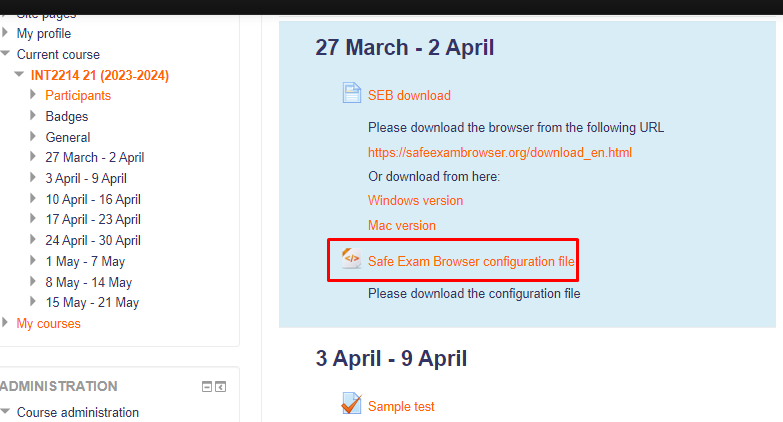 Site pages
My profile
Current course
INT2214 21 (2023-2024)
Participants
Badges
General
27 March - 2 April
3 April - 9 April
10 April - 16 April
17 April - 23 April
24 April - 30 April
1 May - 7 May
8 May - 14 May
15 May - 21 May
My courses
ADMINISTRATION
Course administration
27 March - 2 April
SEB download
Please download the browser from the following URL
https://safeexambrowser.org/download_en.html
Or download from here:
Windows version
Mac version
Safe Exam Browser configuration file
Please download the configuration file
3 April - 9 April
Sample test